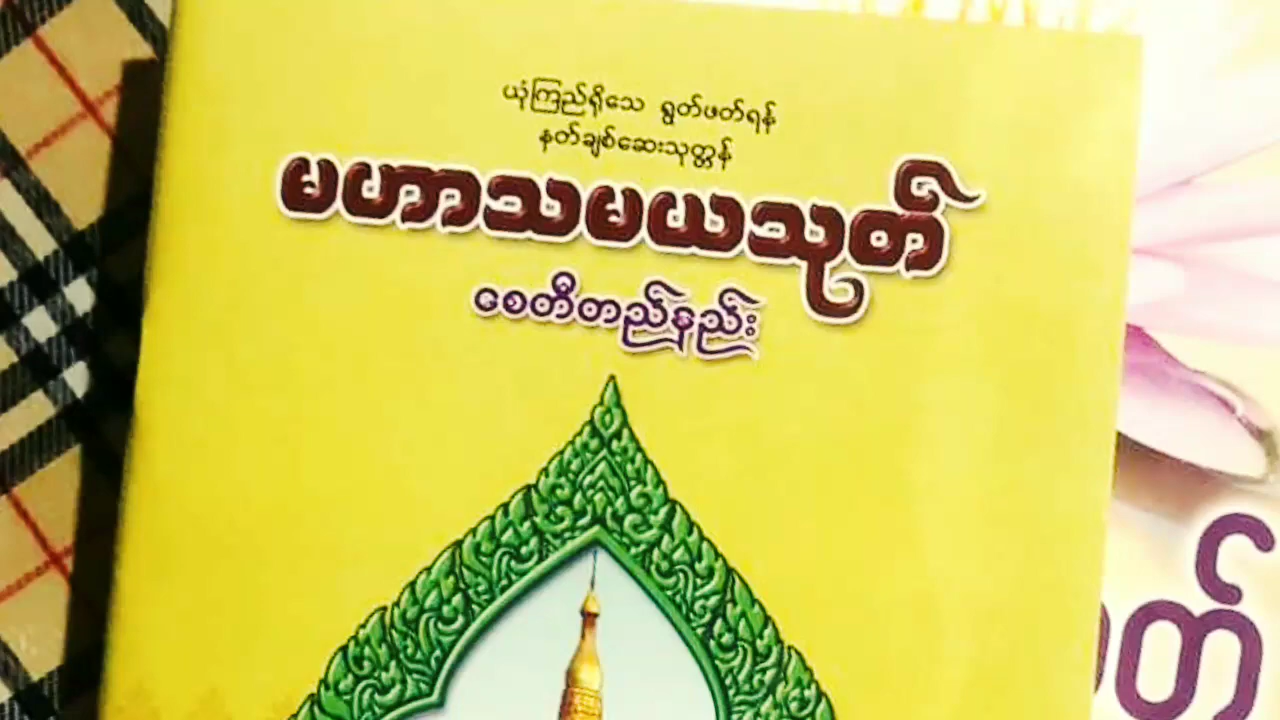 ယုံကြည်ရိုသေ ရွတ်ဖတ်ရန်
နတ်ချစ်ဆေးသုတ္တန်
မဟာသမယသုတ်
စေတီတည်နည်း
တ်